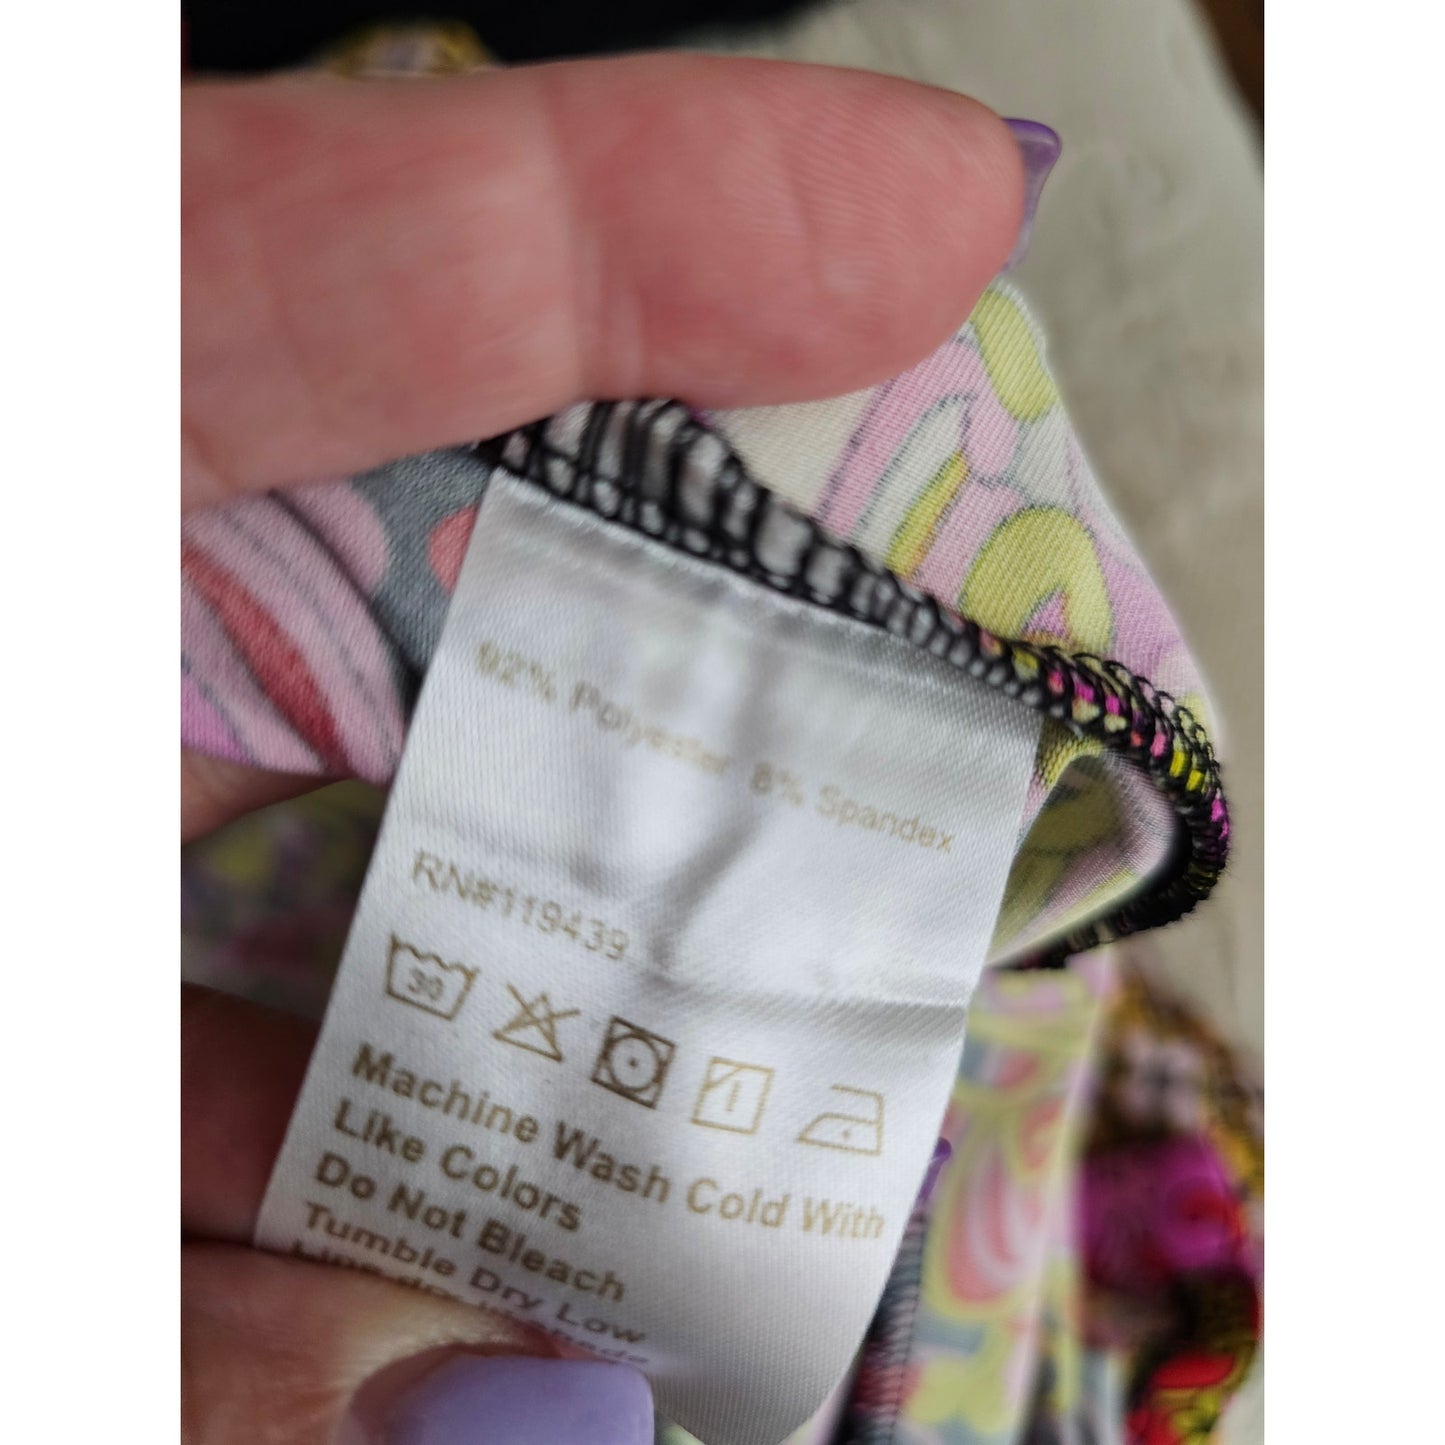 92% Polyester 8% Spandex
RN#119439
30
Machine Wash Cold With
Like Colors
Do Not Bleach
Tumble Dry Low